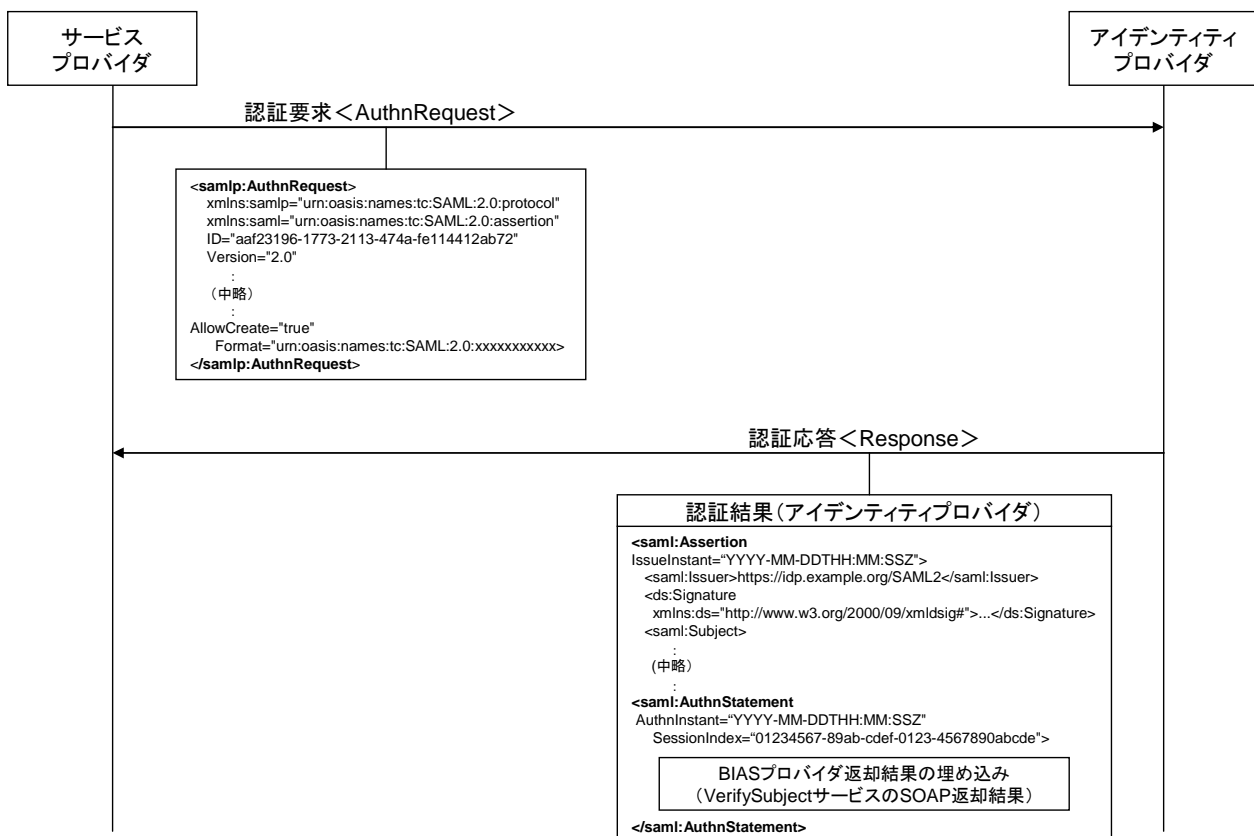 サービス
プロバイダ
アイデンティティ
プロバイダ
認証要求＜AuthnRequest＞
<samlp:AuthnRequest>
xmlns:samlp="urn:oasis:names:tc:SAML:2.0:protocol"
xmlns:saml="urn:oasis:names:tc:SAML:2.0:assertion"
ID="aaf23196-1773-2113-474a-fe114412ab72"
Version="2.0"
:
（中略）
:
AllowCreate="true"
Format="urn:oasis:names:tc:SAML:2.0:xxxxxxxxxxx>
</samlp:AuthnRequest>
認証応答＜Response＞
認証結果（アイデンティティプロバイダ）
<saml:Assertion
IssueInstant=“YYYY-MM-DDTHH:MM:SSZ">
<saml:Issuer>https://idp.example.org/SAML2</saml:Issuer>
<ds:Signature
xmlns:ds="http://www.w3.org/2000/09/xmldsig#">...</ds:Signature>
<saml:Subject>
:
(中略）
:
<saml:AuthnStatement
AuthnInstant=“YYYY-MM-DDTHH:MM:SSZ"
SessionIndex=“01234567-89ab-cdef-0123-4567890abcde">
BIASプロバイダ返却結果の埋め込み
（VerifySubjectサービスのSOAP返却結果）
</saml:AuthnStatement>